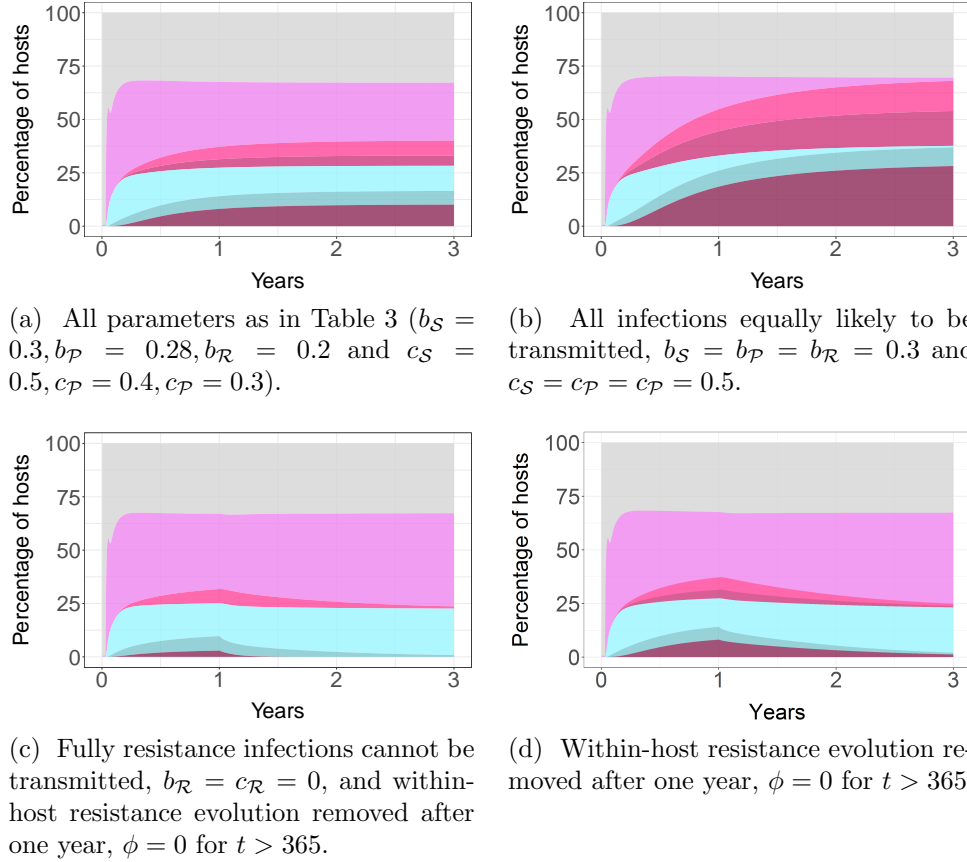 100
75
50
25
0
Percentage of hosts
0 1 2 3
Years
100
75
50
25
0
Percentage of hosts
0 1 2 3
Years
(a) All parameters as in Table 3 (b𝒮 =
0.3, b𝒫 = 0.28, bℛ = 0.2 and c𝒮 =
0.5, c𝒫 = 0.4, c𝒫 = 0.3).
(b) All infections equally likely to be
transmitted, b𝒮 = b𝒫 = bℛ = 0.3 and
c𝒮 = c𝒫 = c𝒫 = 0.5.
100
75
50
25
0
Percentage of hosts
0 1 2 3
Years
100
75
50
25
0
Percentage of hosts
0 1 2 3
Years
(c) Fully resistance infections cannot be
transmitted, bℛ = cℛ = 0, and within-
host resistance evolution removed after
one year, ϕ = 0 for t > 365.
(d) Within-host resistance evolution re-
moved after one year, ϕ = 0 for t > 365